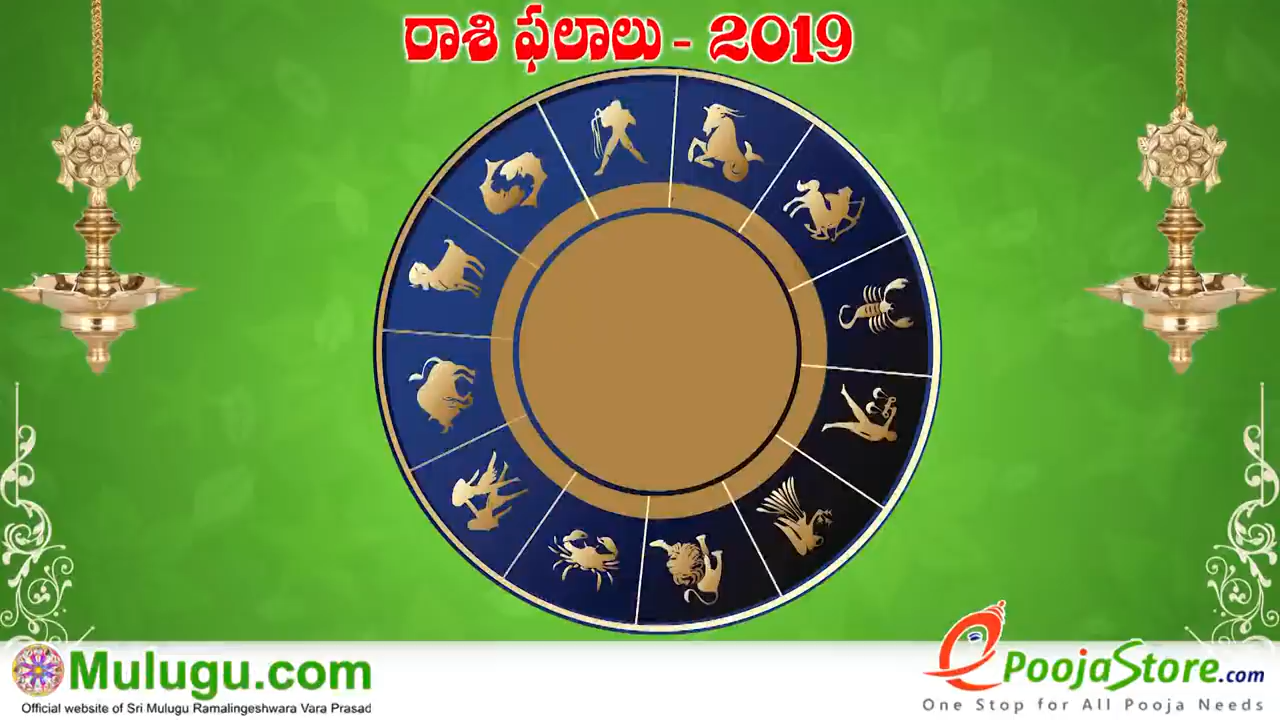 రాశి ఫలాలు - 2019
Mulugu.com
Official website of Sri Mulugu Ramalingeshwara Vara Prasad
ePoojaStore.com
One Stop for All Pooja Needs